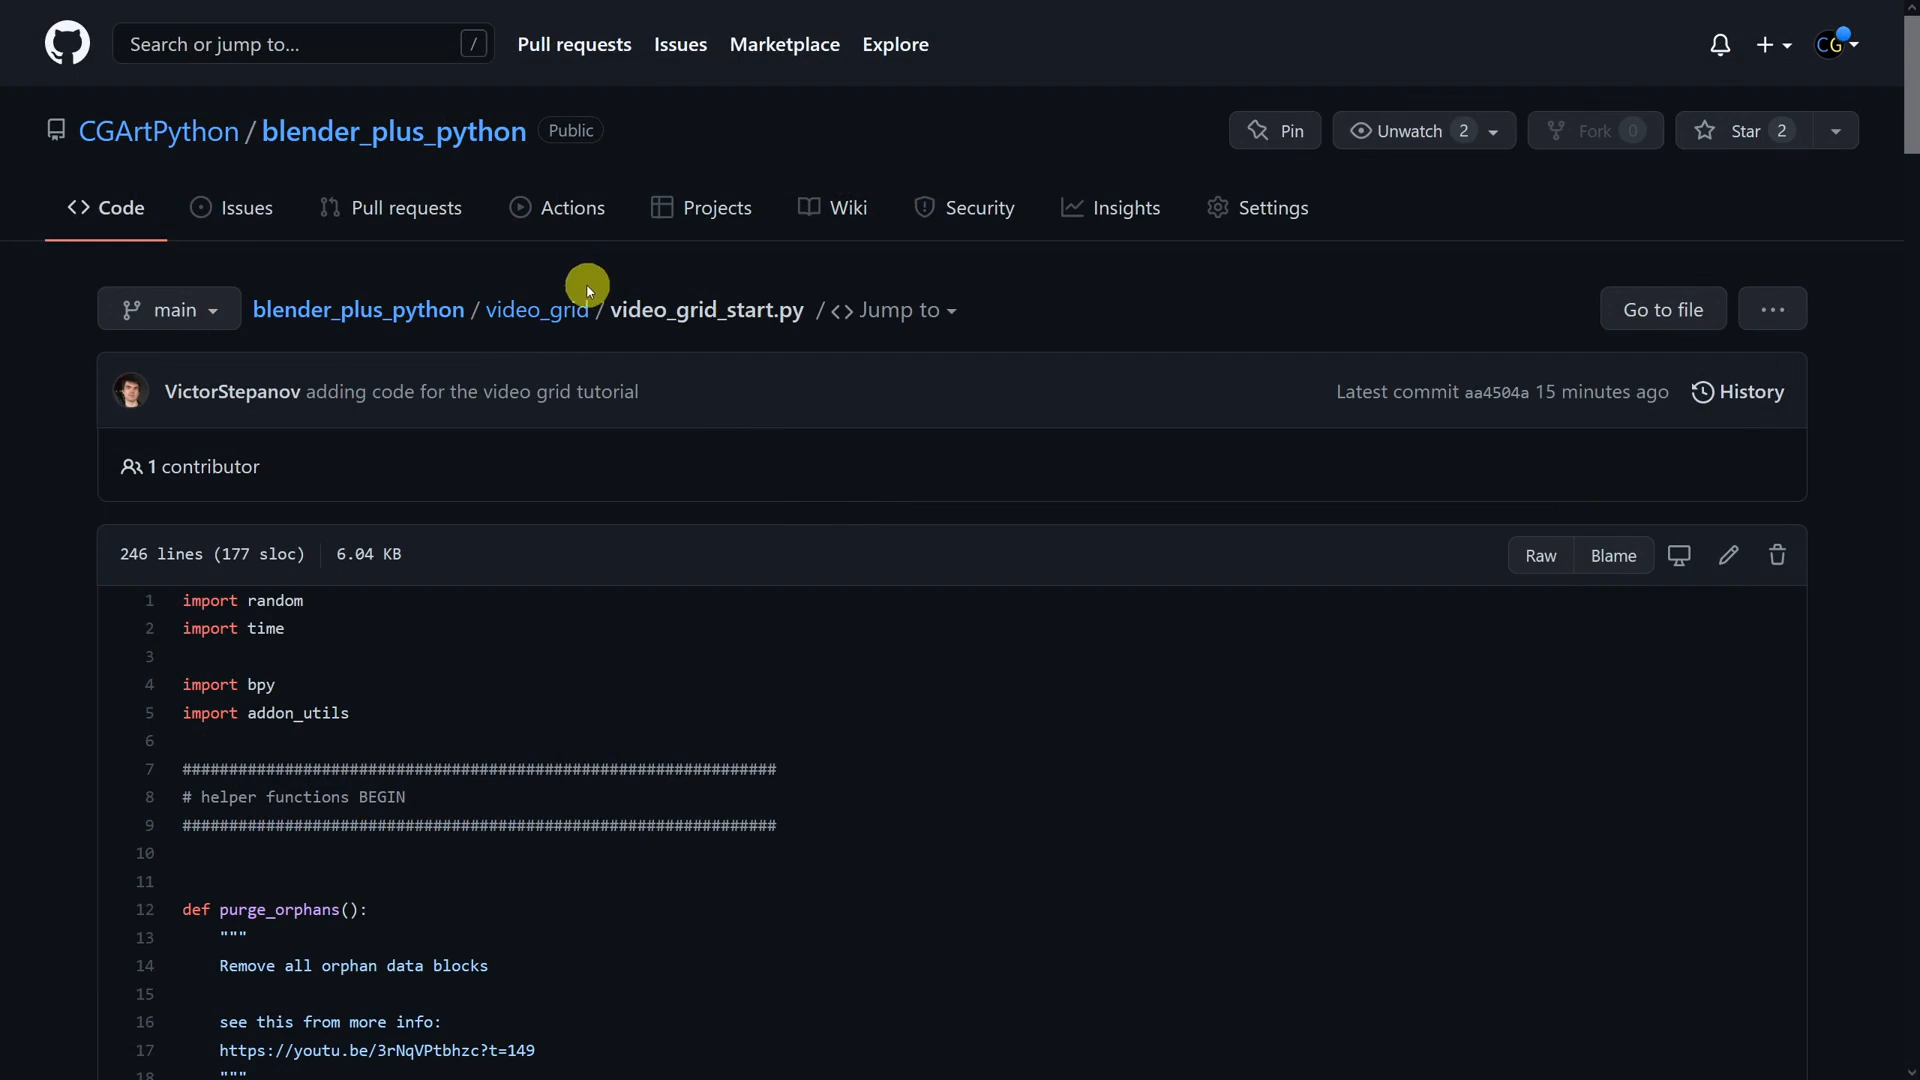 Search or jump to... / Pull requests Issues Marketplace Explore CG
CGArtPython / blender_plus_python Public Pin Unwatch 2 Fork 0 Star 2
Code Issues Pull requests Actions Projects Wiki Security Insights Settings
main blender_plus_python / video_grid / video_grid_start.py / <> Jump to Go to file ...
VictorStepanov adding code for the video grid tutorial Latest commit aa4504a 15 minutes ago History
1 contributor
246 lines (177 sloc) 6.04 KB Raw Blame
1 import random
2 import time
3
4 import bpy
5 import addon_utils
6
7 ################################################################
8 # helper functions BEGIN
9 ################################################################
10
11
12 def purge_orphans():
13 """
14 Remove all orphan data blocks
15
16 see this from more info:
17 https://youtu.be/3rNqVPtbhzc?t=149
18 """